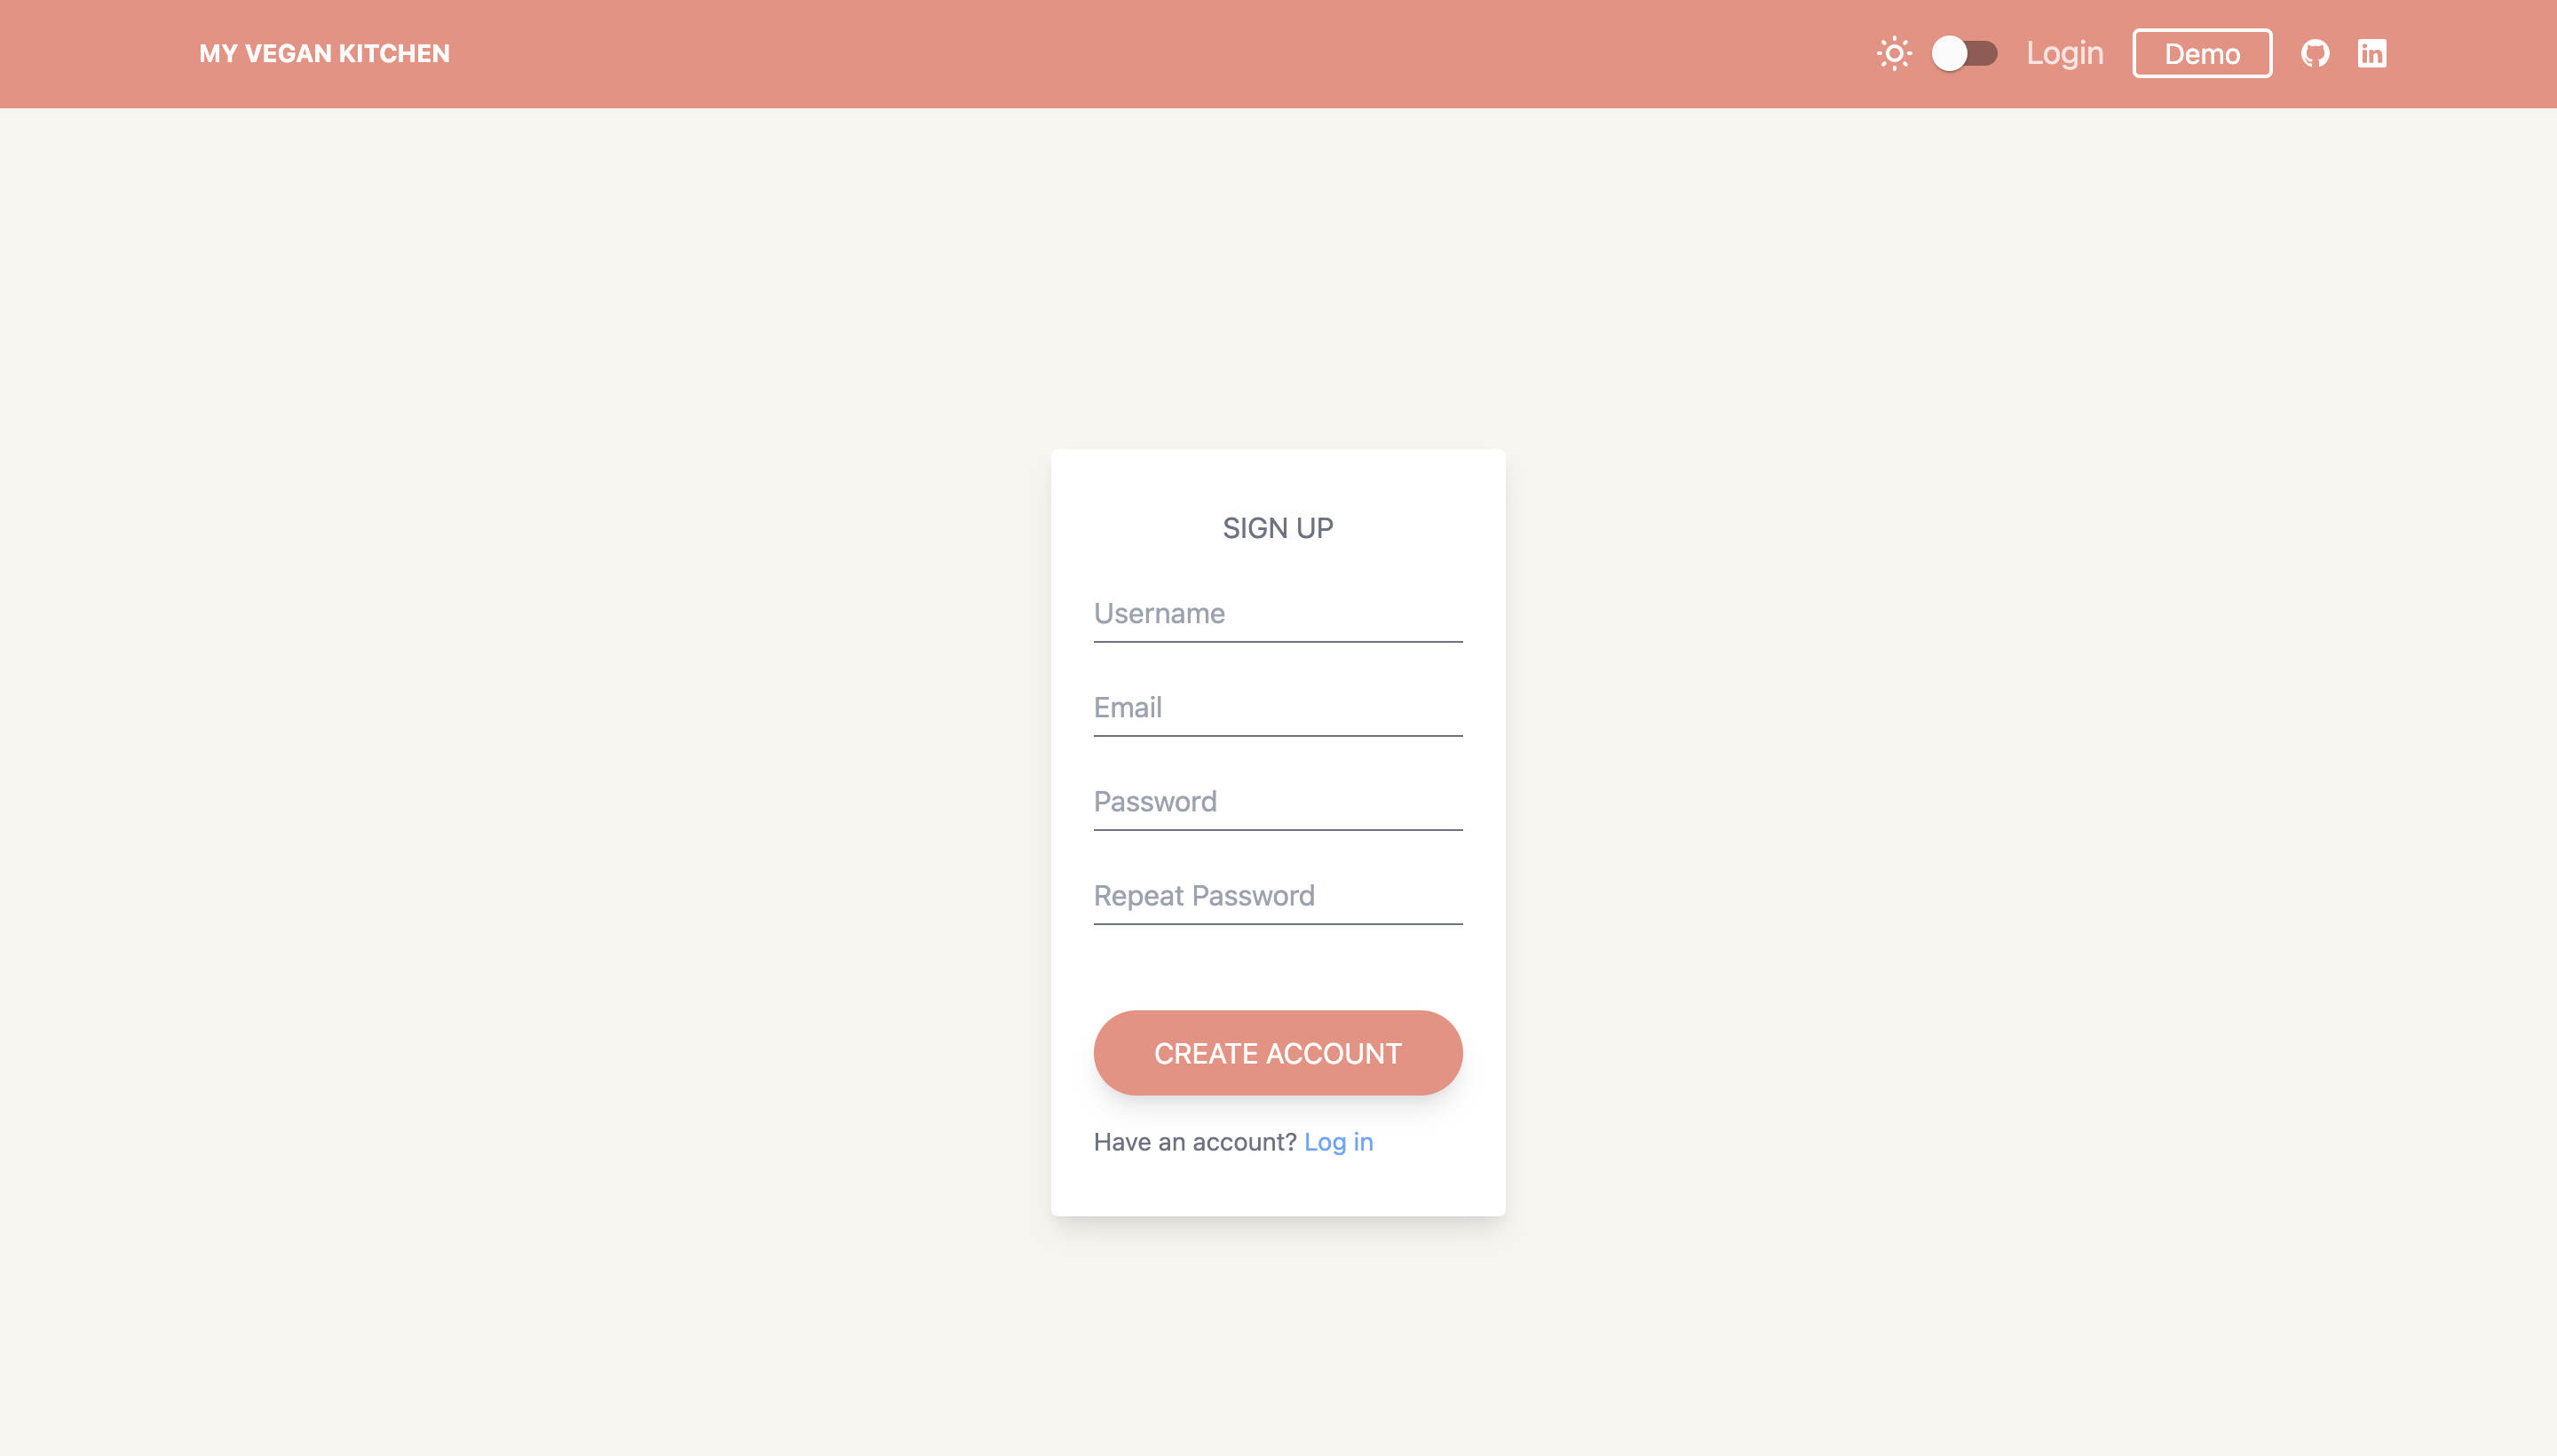 MY VEGAN KITCHEN
Login
Demo
SIGN UP
Username
Email
Password
Repeat Password
CREATE ACCOUNT
Have an account? Log in